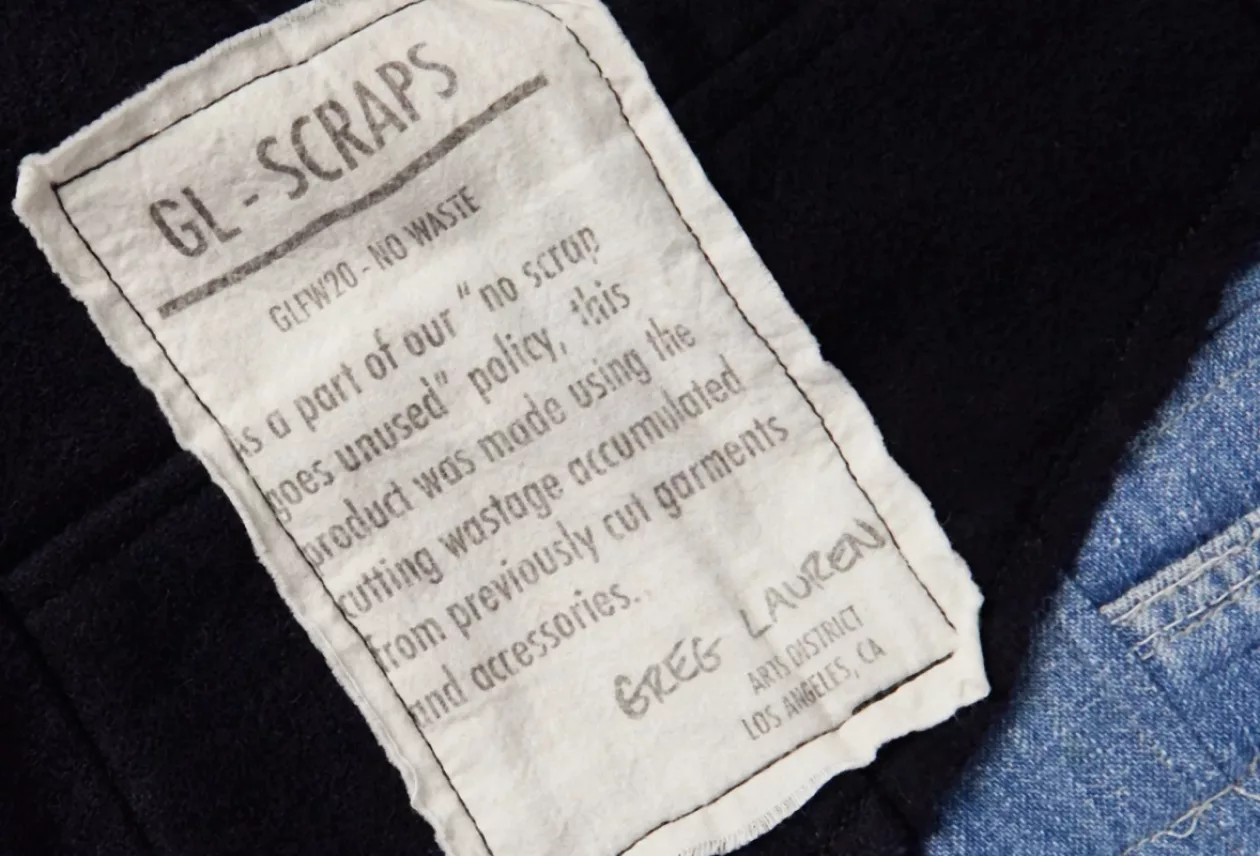 GL - SCRAPS
GLFW20 - NO WASTE
As a part of our "no scrap
goes unused" policy, this
product was made using the
cutting wastage accumulated
from previously cut garments
and accessories.
GREG LAUREN
ARTS DISTRICT
LOS ANGELES, CA